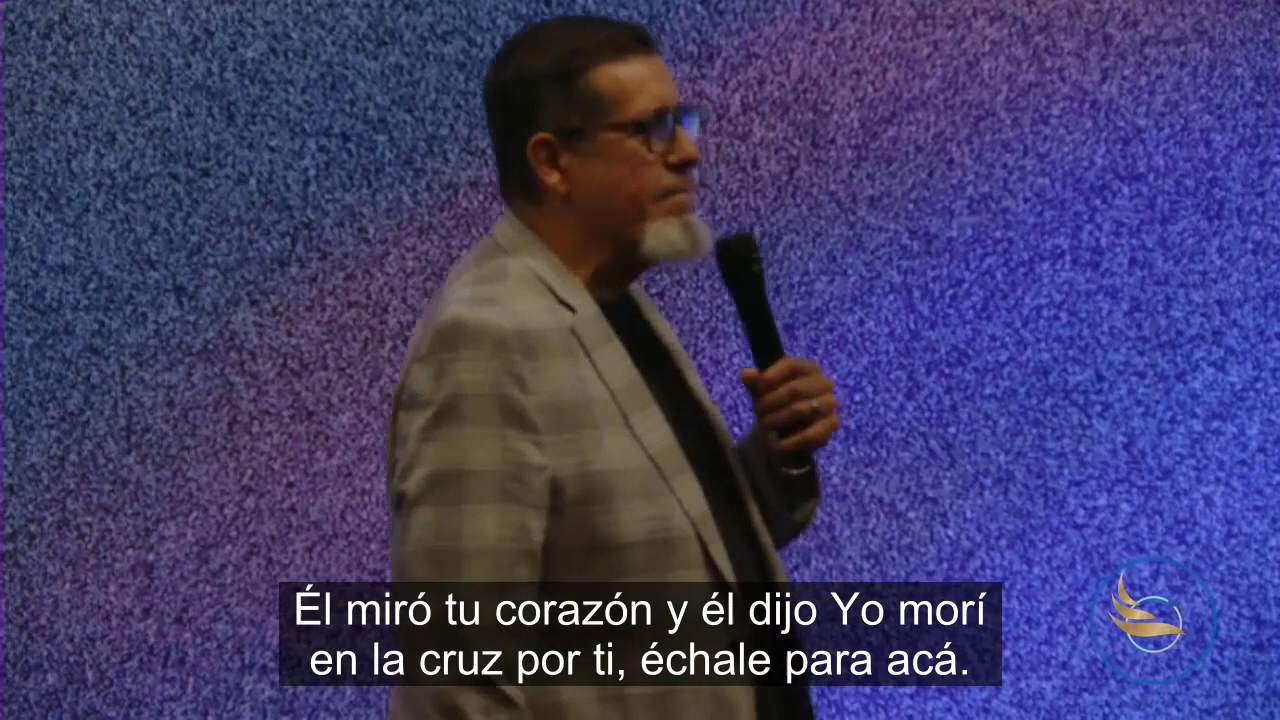 Él miró tu corazón y él dijo Yo morí
en la cruz por ti, échale para acá.